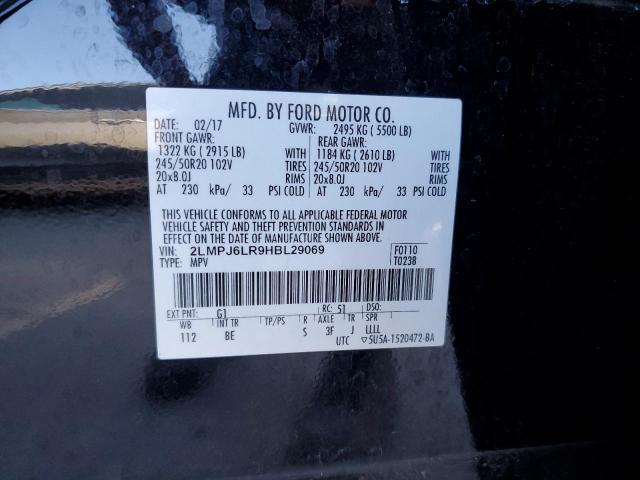 MFD. BY FORD MOTOR CO.
DATE: 02/17 GVWR: 2495 KG ( 5500 LB)
FRONT GAWR: REAR GAWR:
1322 KG ( 2915 LB) WITH 1184 KG ( 2610 LB) WITH
245/50R20 102V TIRES 245/50R20 102V TIRES
20x8.0J RIMS 20x8.0J RIMS
AT 230 kPa/ 33 PSI COLD AT 230 kPa/ 33 PSI COLD
THIS VEHICLE CONFORMS TO ALL APPLICABLE FEDERAL MOTOR
VEHICLE SAFETY AND THEFT PREVENTION STANDARDS IN
EFFECT ON THE DATE OF MANUFACTURE SHOWN ABOVE.
VIN: 2LMPJ6LR9HBL29069 F0110
TYPE: MPV T0238
EXT PNT: G1 RC: 51 DSO:
WB INT TR TP/PS R AXLE TR SPR
112 BE S 3F J LLLL
UTC ▽5U5A-1520472-BA